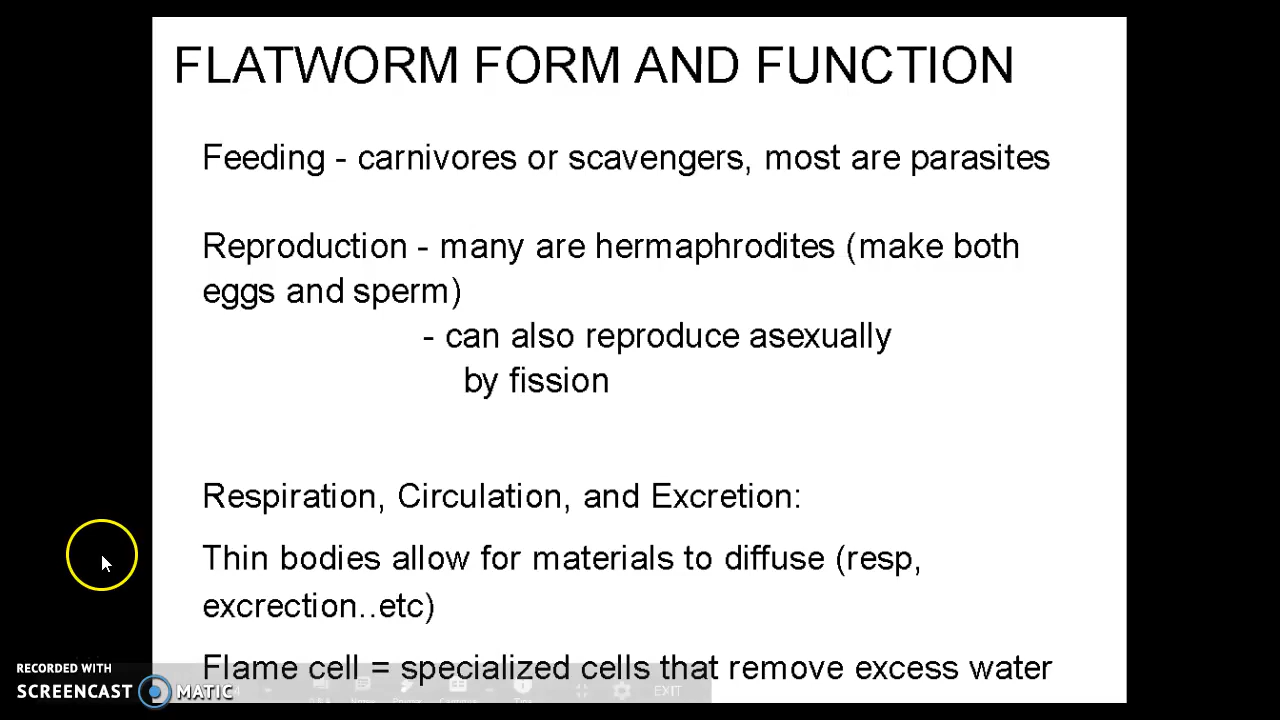 FLATWORM FORM AND FUNCTION
Feeding - carnivores or scavengers, most are parasites
Reproduction - many are hermaphrodites (make both
eggs and sperm)
- can also reproduce asexually
by fission
Respiration, Circulation, and Excretion:
Thin bodies allow for materials to diffuse (resp,
excrection..etc)
Flame cell = specialized cells that remove excess water
EXIT
RECORDED WITH
SCREENCAST MATIC